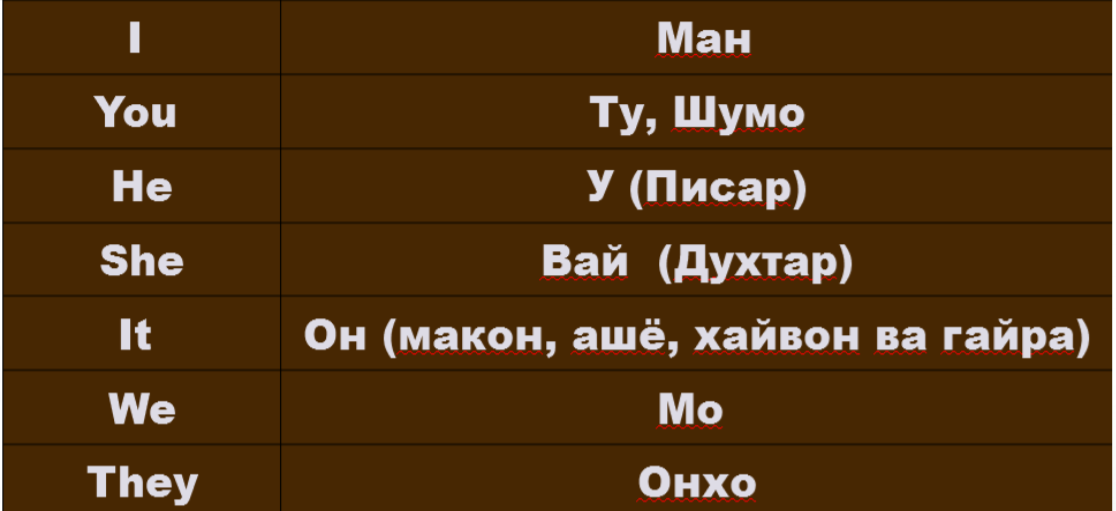 I Ман
You Ту, Шумо
He У (Писар)
She Вай (Духтар)
It Он (макон, ашё, хайвон ва гайра)
We Мо
They Онхо